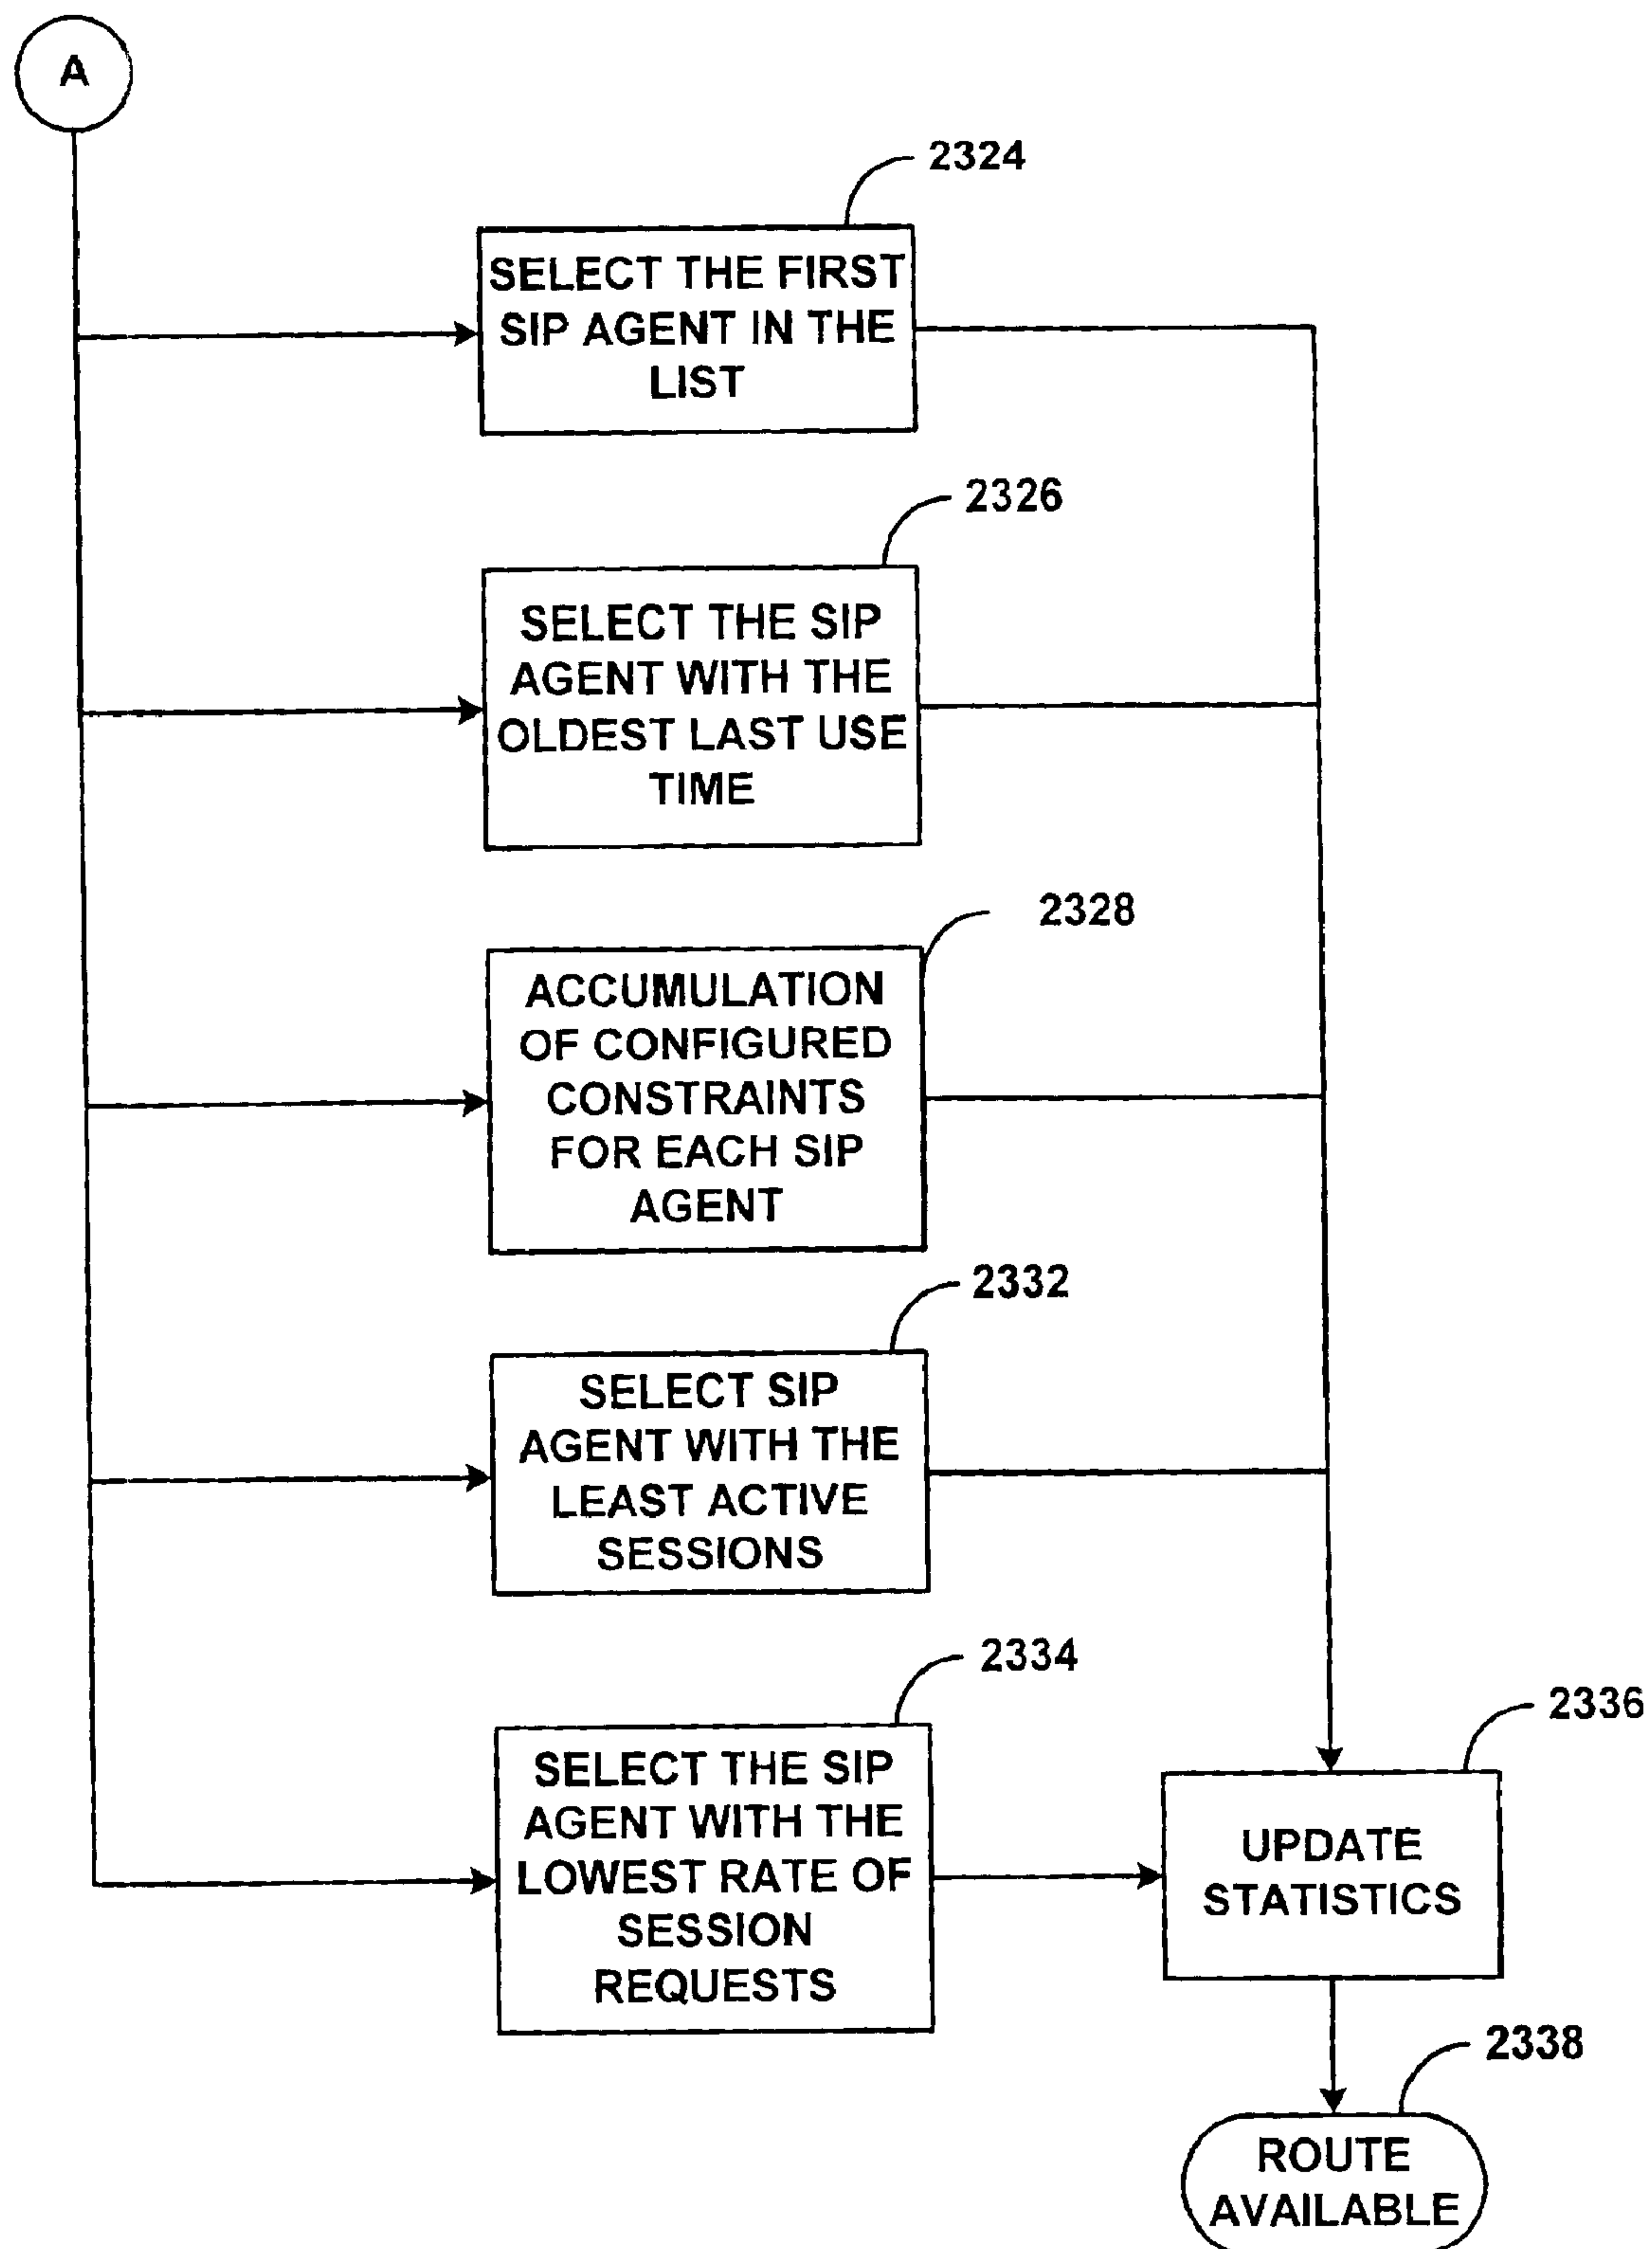 A
2324
SELECT THE FIRST
SIP AGENT IN THE
LIST
2326
SELECT THE SIP
AGENT WITH THE
OLDEST LAST USE
TIME
2328
ACCUMULATION
OF CONFIGURED
CONSTRAINTS
FOR EACH SIP
AGENT
2332
SELECT SIP
AGENT WITH THE
LEAST ACTIVE
SESSIONS
2334
SELECT THE SIP
AGENT WITH THE
LOWEST RATE OF
SESSION
REQUESTS
2336
UPDATE
STATISTICS
2338
ROUTE
AVAILABLE